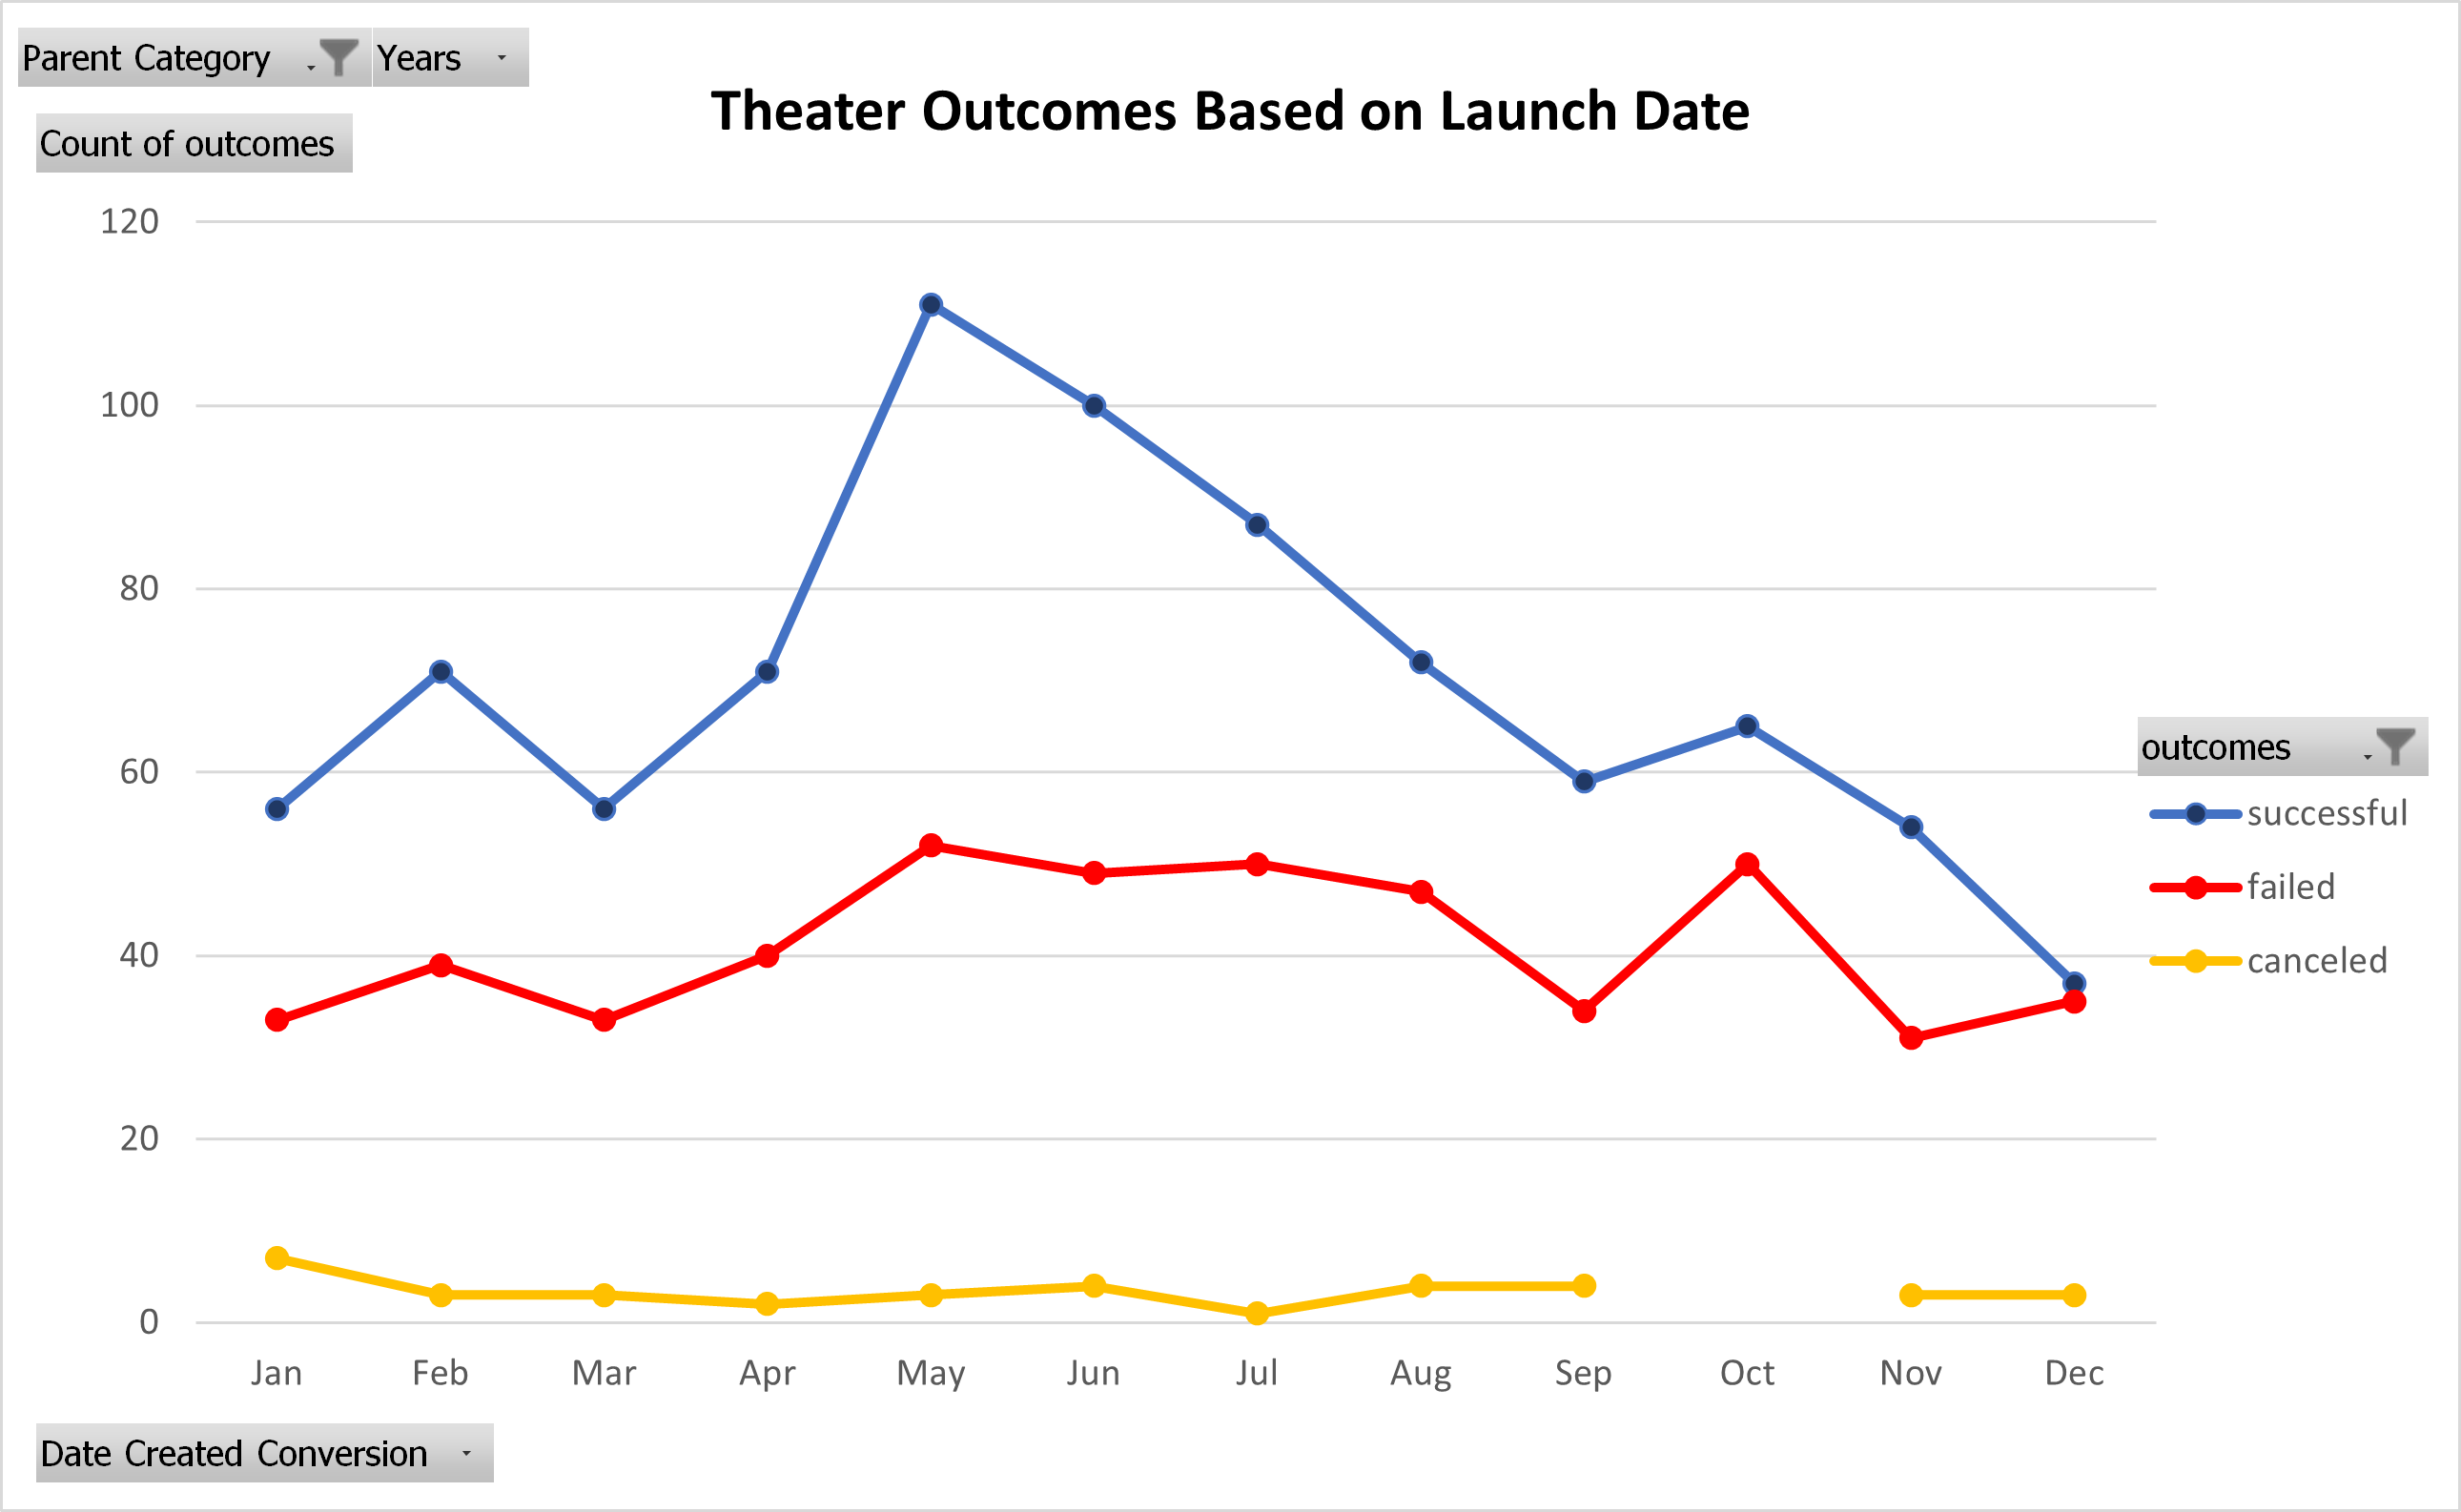 Parent Category Years
Theater Outcomes Based on Launch Date
Count of outcomes
120
100
80
60
40
20
0
outcomes
successful
failed
canceled
Jan Feb Mar Apr May Jun Jul Aug Sep Oct Nov Dec
Date Created Conversion